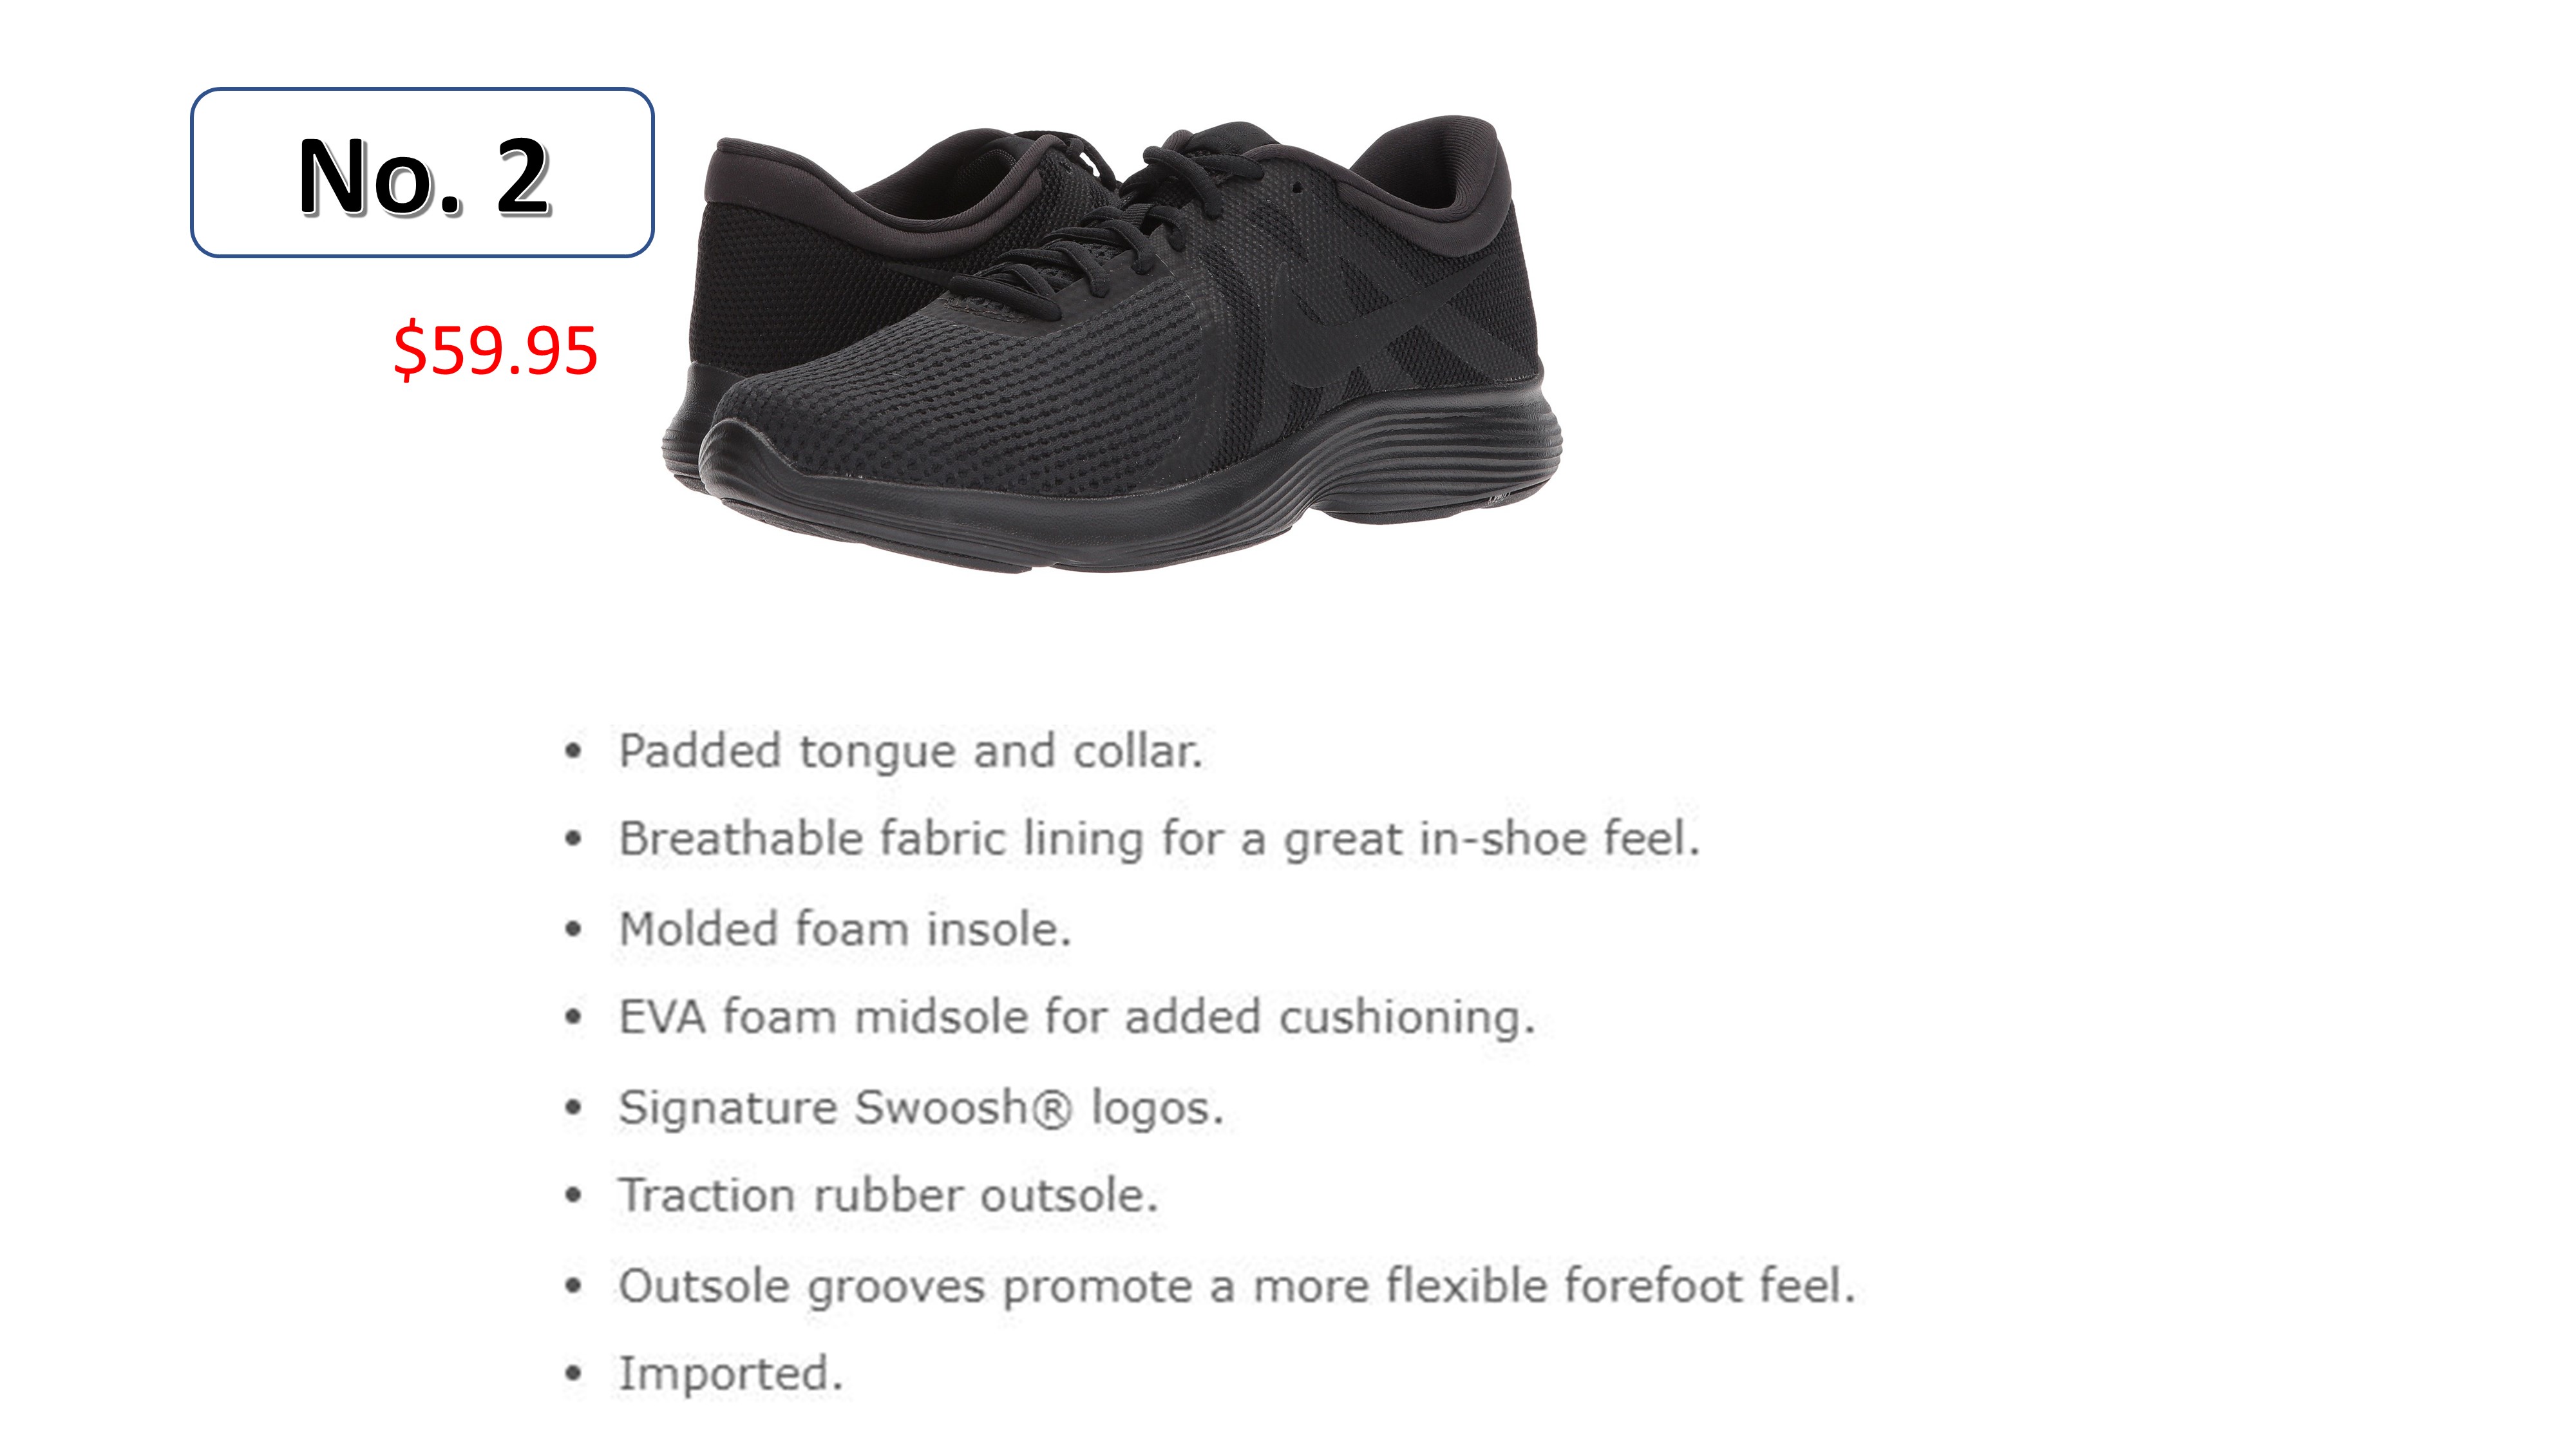 No. 2
$59.95
• Padded tongue and collar.
• Breathable fabric lining for a great in-shoe feel.
• Molded foam insole.
• EVA foam midsole for added cushioning.
• Signature Swoosh® logos.
• Traction rubber outsole.
• Outsole grooves promote a more flexible forefoot feel.
• Imported.